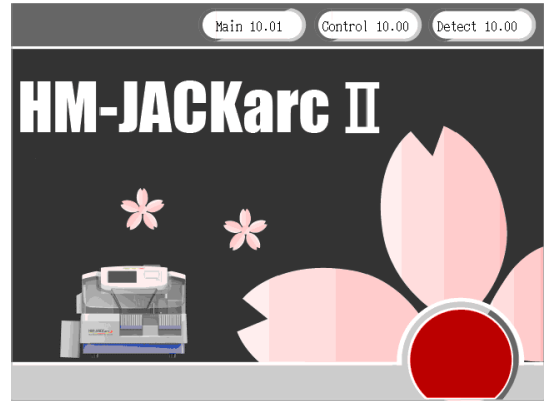 Main 10.01
Control 10.00
Detect 10.00
HM-JACKarc Ⅱ